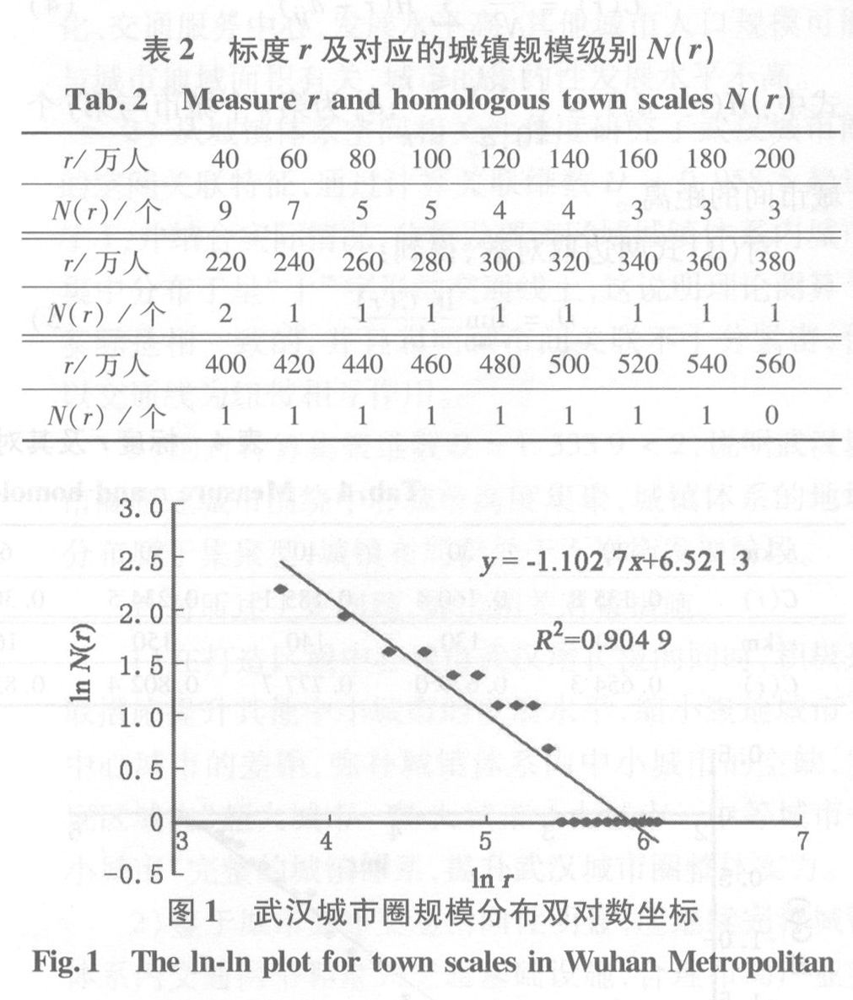 表 2 标度 r 及对应的城镇规模级别 N(r)
Tab. 2 Measure r and homologous town scales N(r)
r/万人 40 60 80 100 120 140 160 180 200
N(r)/个 9 7 5 5 4 4 3 3 3
r/万人 220 240 260 280 300 320 340 360 380
N(r)/个 2 1 1 1 1 1 1 1 1
r/万人 400 420 440 460 480 500 520 540 560
N(r)/个 1 1 1 1 1 1 1 1 0
3.0
2.5
2.0
1.5
1.0
0.5
0
-0.5
ln N(r)
y = -1.102 7x+6.521 3
R²=0.904 9
3 4 5 6 7
ln r
图 1 武汉城市圈规模分布双对数坐标
Fig. 1 The ln-ln plot for town scales in Wuhan Metropolitan